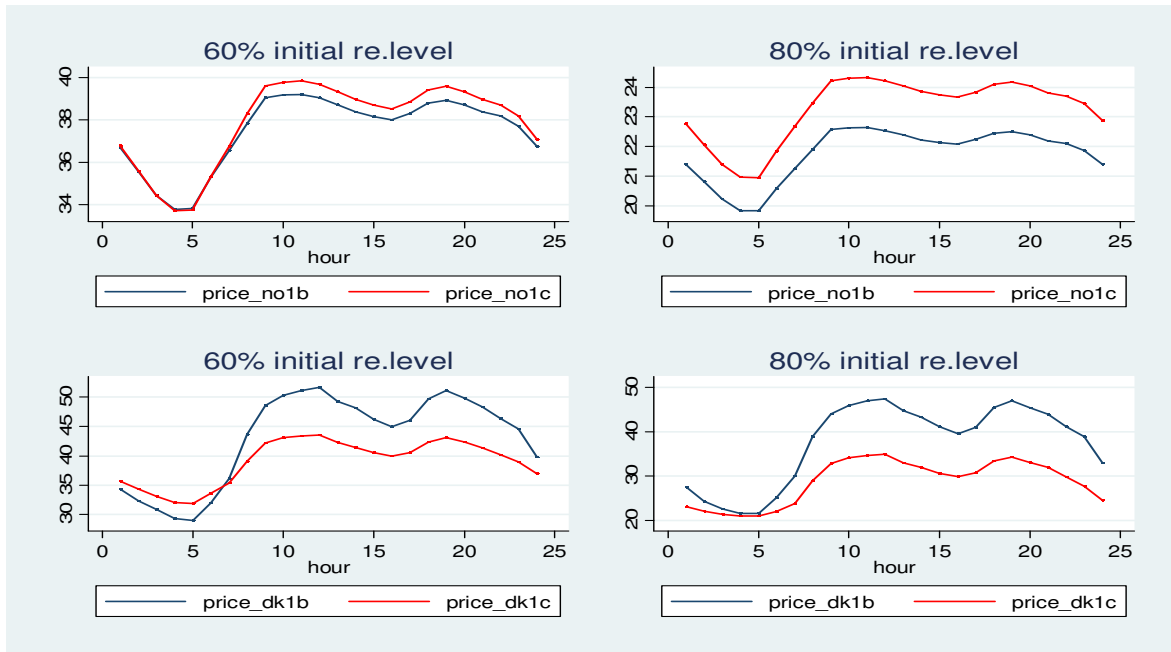 60% initial re.level
40
38
36
34
0 5 10 15 20 25
hour
price_no1b price_no1c
80% initial re.level
24
23
22
21
20
0 5 10 15 20 25
hour
price_no1b price_no1c
60% initial re.level
50
45
40
35
30
0 5 10 15 20 25
hour
price_dk1b price_dk1c
80% initial re.level
50
40
30
20
0 5 10 15 20 25
hour
price_dk1b price_dk1c